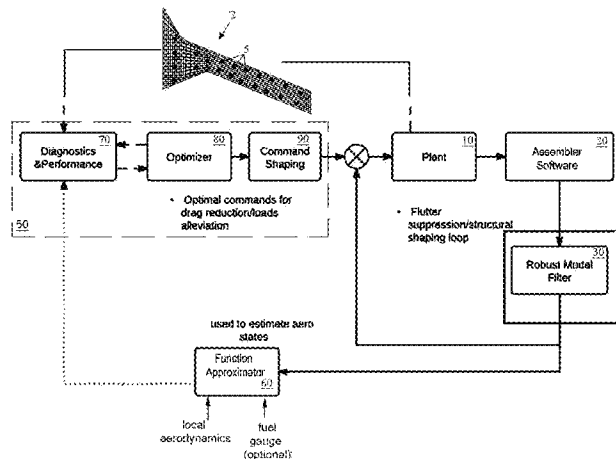 2
5
70
Diagnostics
&Performance
80
Optimizer
90
Command
Shaping
10
Plant
20
Assembler
Software
• Optimal commands for
drag reduction/loads
alleviation
50
• Flutter
suppression/structural
shaping loop
30
Robust Modal
Filter
used to estimate aero
states
Function
Approximator
60
local
aerodynamics
fuel
gauge
(optional)